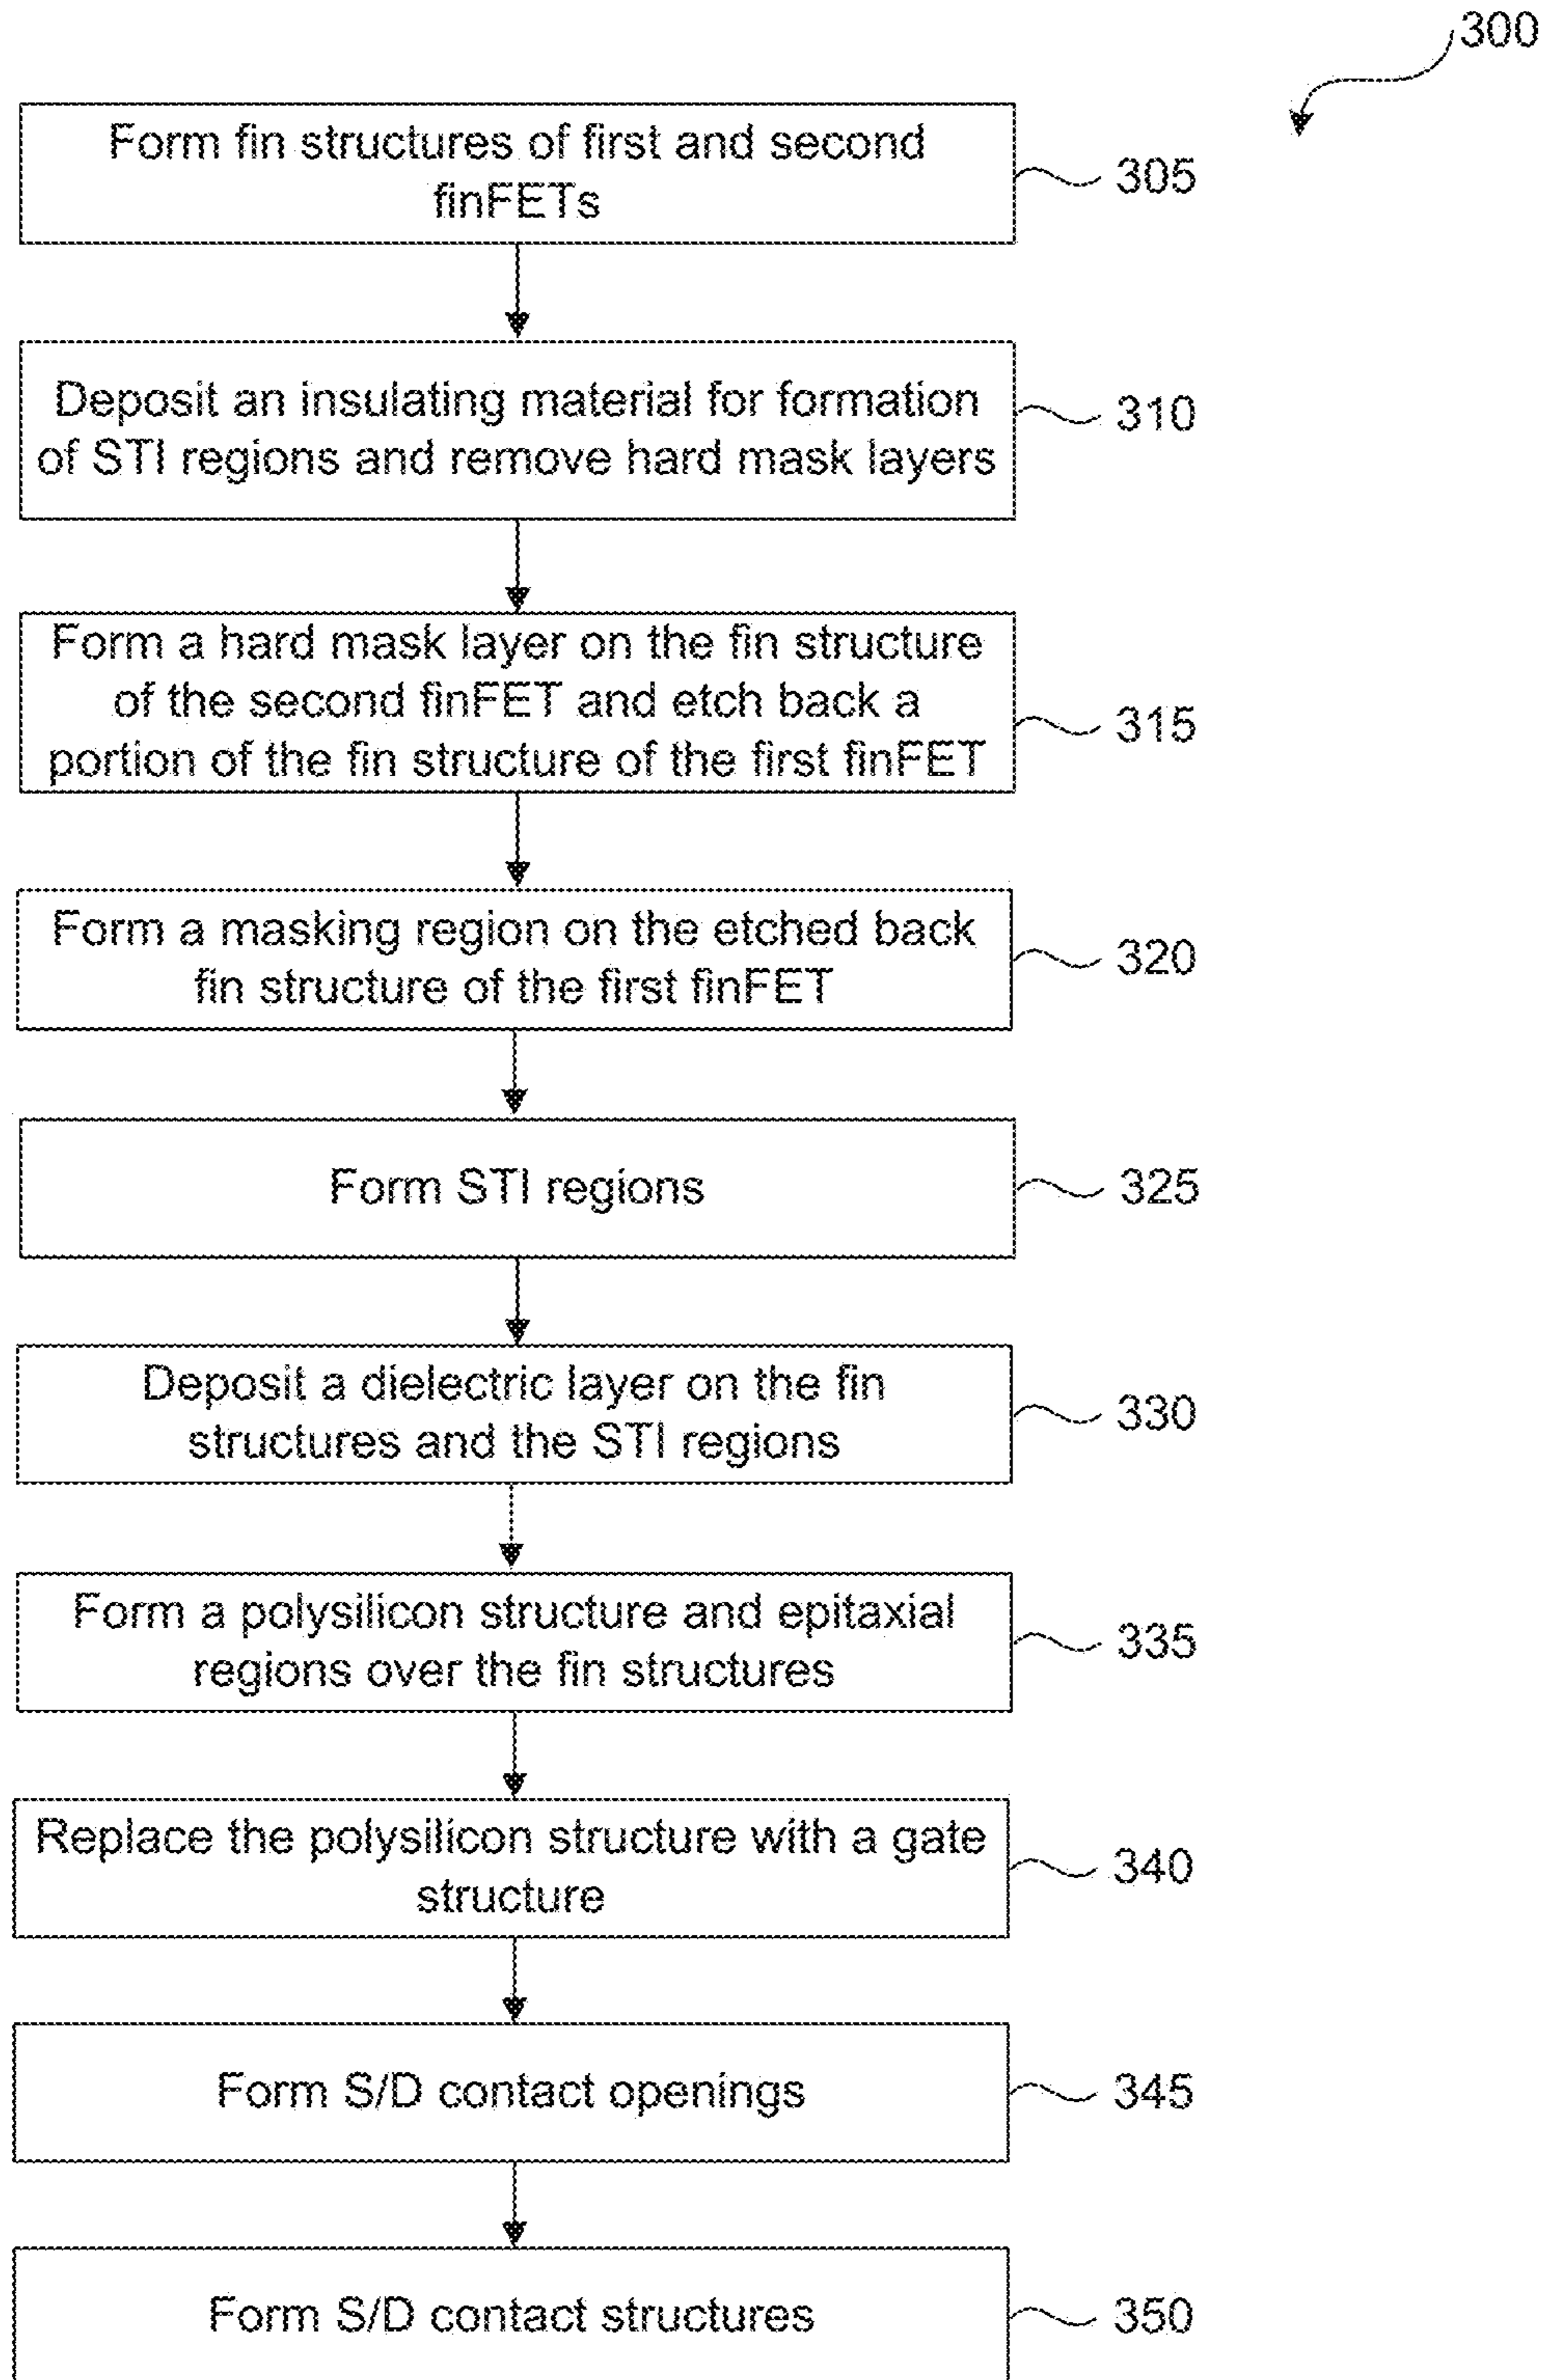 300
Form fin structures of first and second
finFETs
305
Deposit an insulating material for formation
of STI regions and remove hard mask layers
310
Form a hard mask layer on the fin structure
of the second finFET and etch back a
portion of the fin structure of the first finFET
315
Form a masking region on the etched back
fin structure of the first finFET
320
Form STI regions
325
Deposit a dielectric layer on the fin
structures and the STI regions
330
Form a polysilicon structure and epitaxial
regions over the fin structures
335
Replace the polysilicon structure with a gate
structure
340
Form S/D contact openings
345
Form S/D contact structures
350